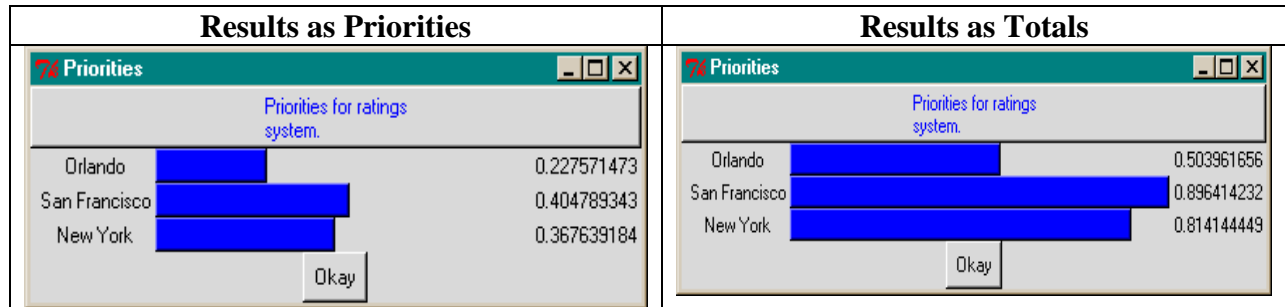 Results as Priorities
Results as Totals
Priorities
Priorities for ratings
system.
Orlando 0.227571473
San Francisco 0.404789343
New York 0.367639184
Okay
Priorities
Priorities for ratings
system.
Orlando 0.503961656
San Francisco 0.896414232
New York 0.814144449
Okay